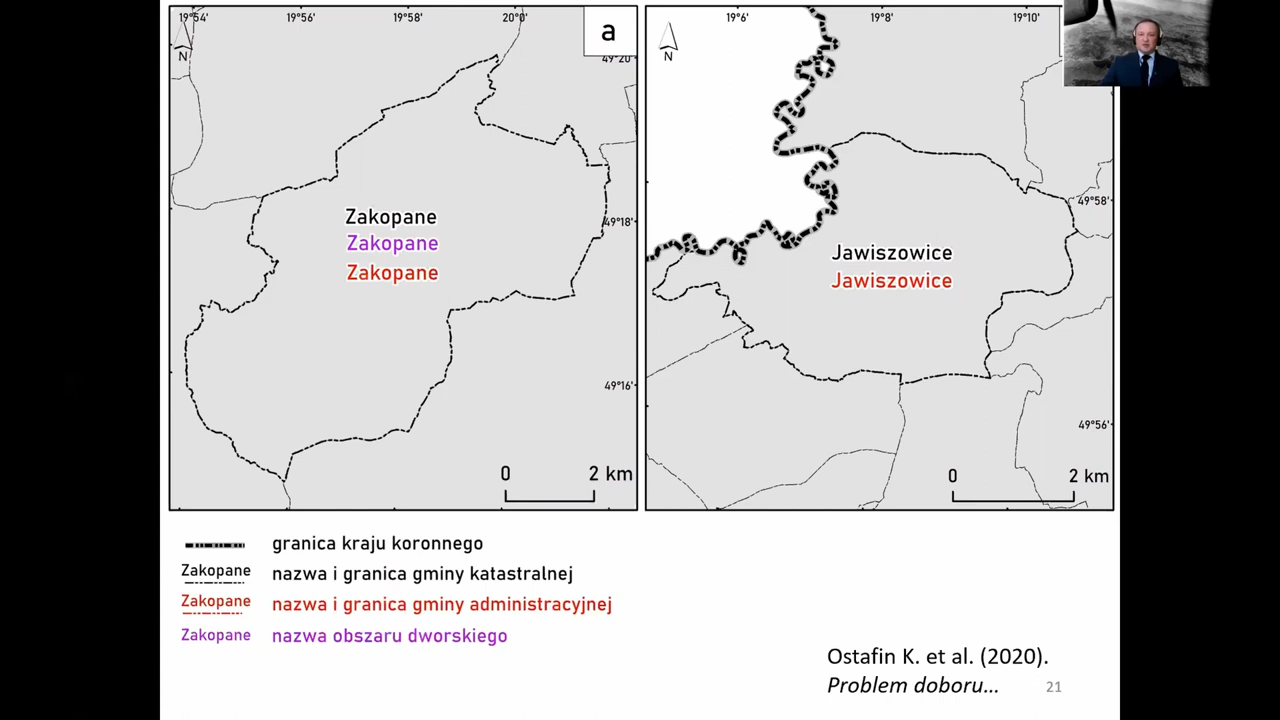 19°54'
19°56'
19°58'
20°0'
a
N
49°20'
Zakopane
Zakopane
Zakopane
49°18'
49°16'
0
2 km
19°6'
19°8'
19°10'
N
49°58'
Jawiszowice
Jawiszowice
49°56'
0
2 km
granica kraju koronnego
Zakopane nazwa i granica gminy katastralnej
Zakopane nazwa i granica gminy administracyjnej
Zakopane nazwa obszaru dworskiego
Ostafin K. et al. (2020).
Problem doboru...
21